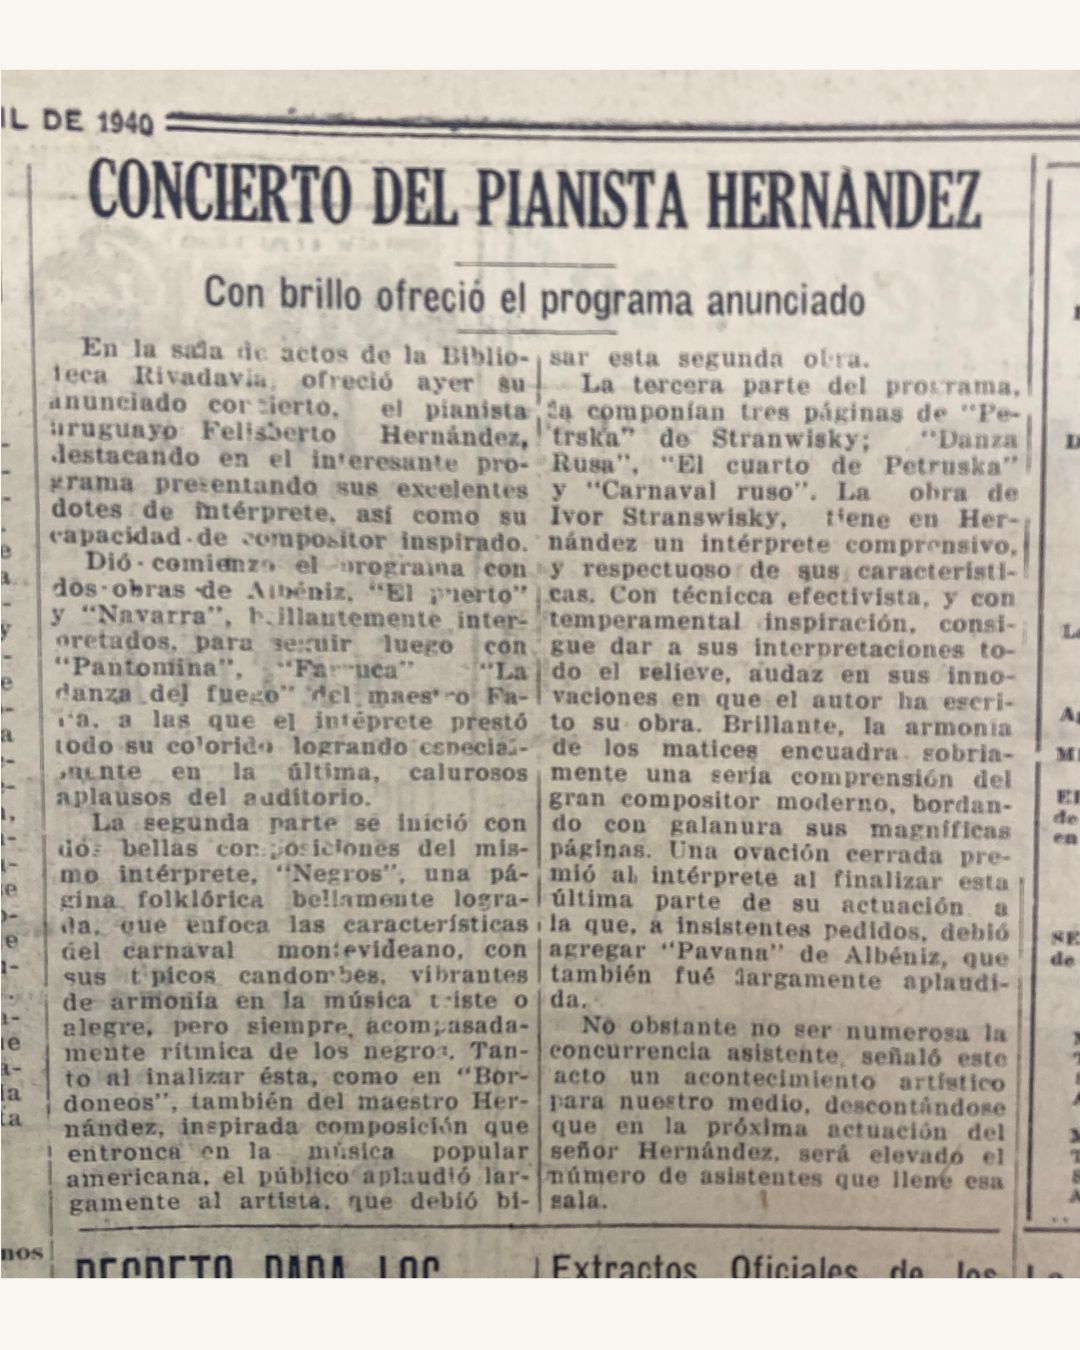 IL DE 1940
CONCIERTO DEL PIANISTA HERNÀNDEZ
Con brillo ofreció el programa anunciado
En la sala de actos de la Biblio-
teca Rivadavia, ofreció ayer su
anunciado concierto, el pianista
uruguayo Felisberto Hernández,
destacando en el interesante pro-
grama presentando sus excelentes
dotes de intérprete, así como su
capacidad de compositor inspirado.
Dió comienzo el programa con
dos obras de Albéniz, "El puerto"
y "Navarra", brillantemente inter-
pretados, para seguir luego con
"Pantomina", "Farruca" "La
danza del fuego" del maestro Fa-
a las que el intéprete prestó
todo su colorido logrando especial-
mente en la última, calurosos
aplausos del auditorio.
La segunda parte se inició con
dos bellas composiciones del mis-
mo intérprete, "Negros", una pá-
gina folklórica bellamente logra-
da, que enfoca las características
del carnaval montevideano, con
sus típicos candombes, vibrantes
de armonía en la música triste o
alegre, pero siempre acompasada-
mente rítmica de los negros. Tan-
to al inalizar ésta, como en "Bor-
doneos", también del maestro Her-
nández, inspirada composición que
entronca en la música popular
americana, el público aplaudió lar-
gamente al artista, que debió bi-
sar esta segunda obra.
La tercera parte del programa,
la componían tres páginas de "Pe-
trska" de Stranwisky; "Danza
Rusa", "El cuarto de Petruska"
y "Carnaval ruso". La obra de
Ivor Stranswisky, tiene en Her-
nández un intérprete comprensivo,
y respectuoso de sus característi-
cas. Con técnicca efectivista, y con
temperamental inspiración, consi-
gue dar a sus interpretaciones to-
do el relieve, audaz en sus inno-
vaciones en que el autor ha escri-
to su obra. Brillante, la armonía
de los matices encuadra sobria-
mente una seria comprensión del
gran compositor moderno, bordan-
do con galanura sus magníficas
páginas. Una ovación cerrada pre-
mió al intérprete al finalizar esta
última parte de su actuación a
la que, a insistentes pedidos, debió
agregar "Pavana" de Albéniz, que
también fué largamente aplaudi-
da.
No obstante no ser numerosa la
concurrencia asistente, señaló este
acto un acontecimiento artístico
para nuestro medio, descontándose
que en la próxima actuación del
señor Hernández, será elevado el
número de asistentes que llene esa
sala.
DECRETO PARA LOS
Extractos Oficiales de los